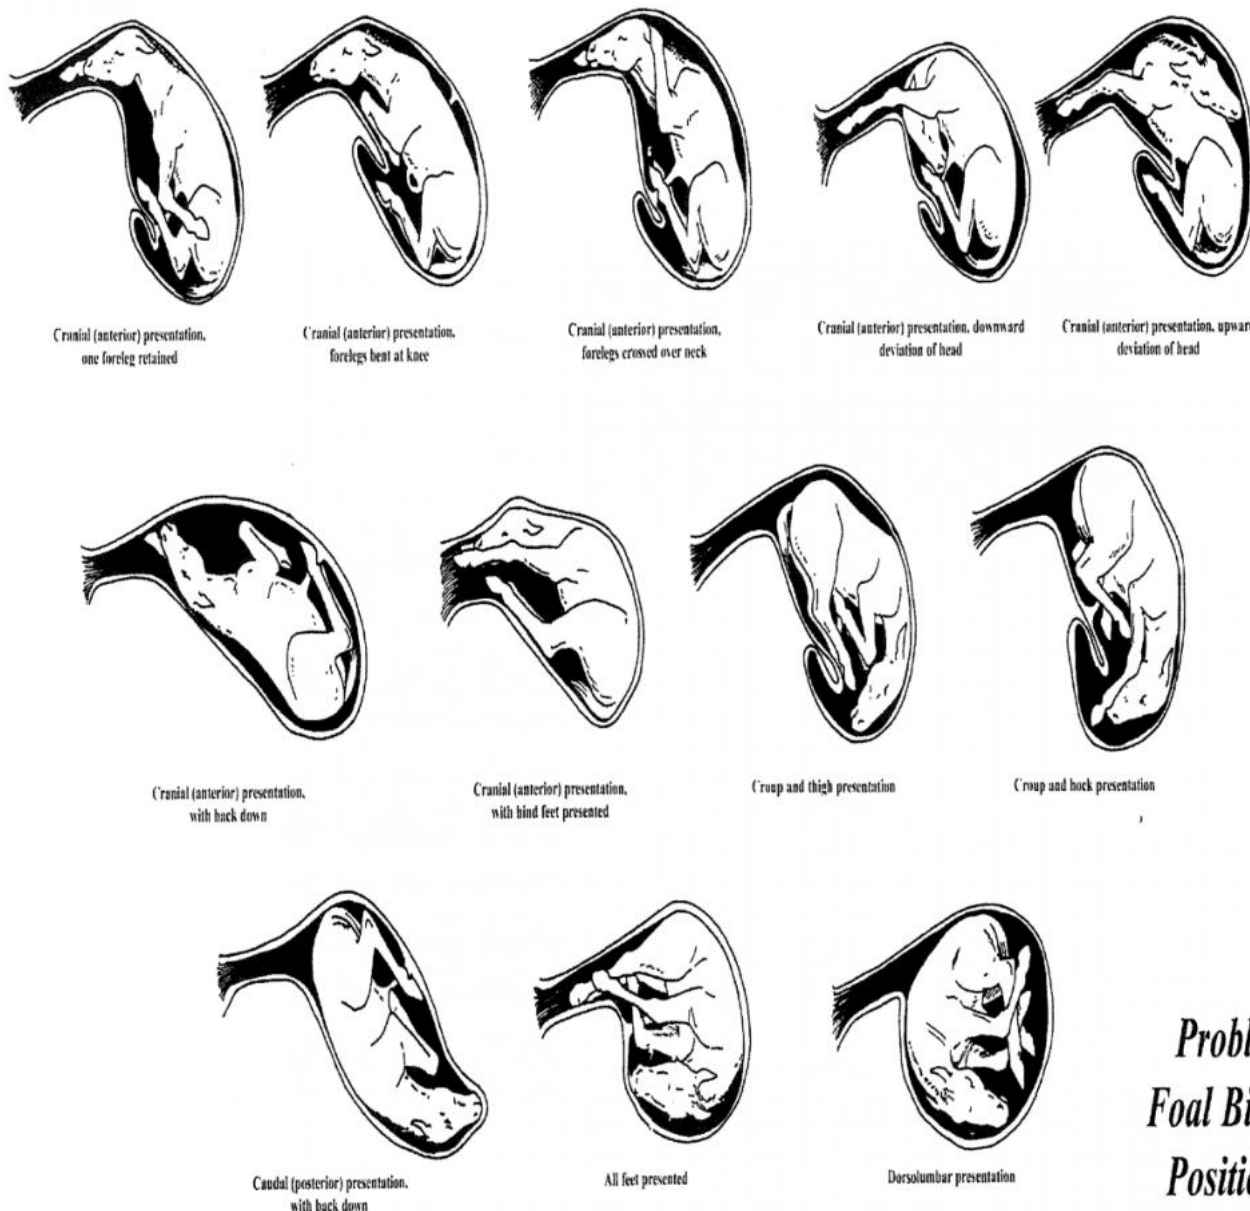 Cranial (anterior) presentation,
one foreleg retained
Cranial (anterior) presentation,
forelegs bent at knee
Cranial (anterior) presentation,
forelegs crossed over neck
Cranial (anterior) presentation, downward
deviation of head
Cranial (anterior) presentation, upward
deviation of head
Cranial (anterior) presentation,
with back down
Cranial (anterior) presentation,
with hind feet presented
Croup and thigh presentation
Croup and hock presentation
Caudal (posterior) presentation,
with back down
All feet presented
Dorsolumbar presentation
Probl
Foal Bi
Positi